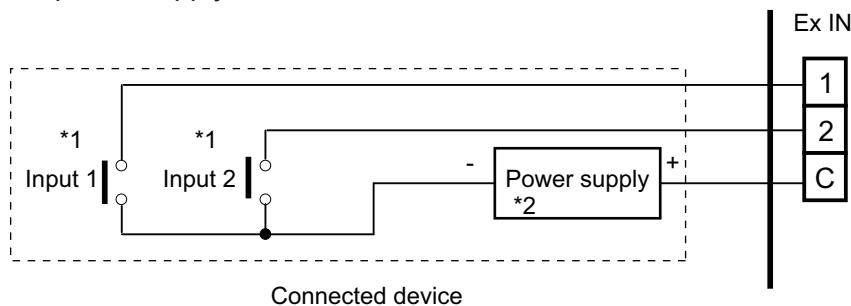 Ex IN
1
2
C
*1
*1
Input 1
Input 2
-
+
Power supply
*2
Connected device